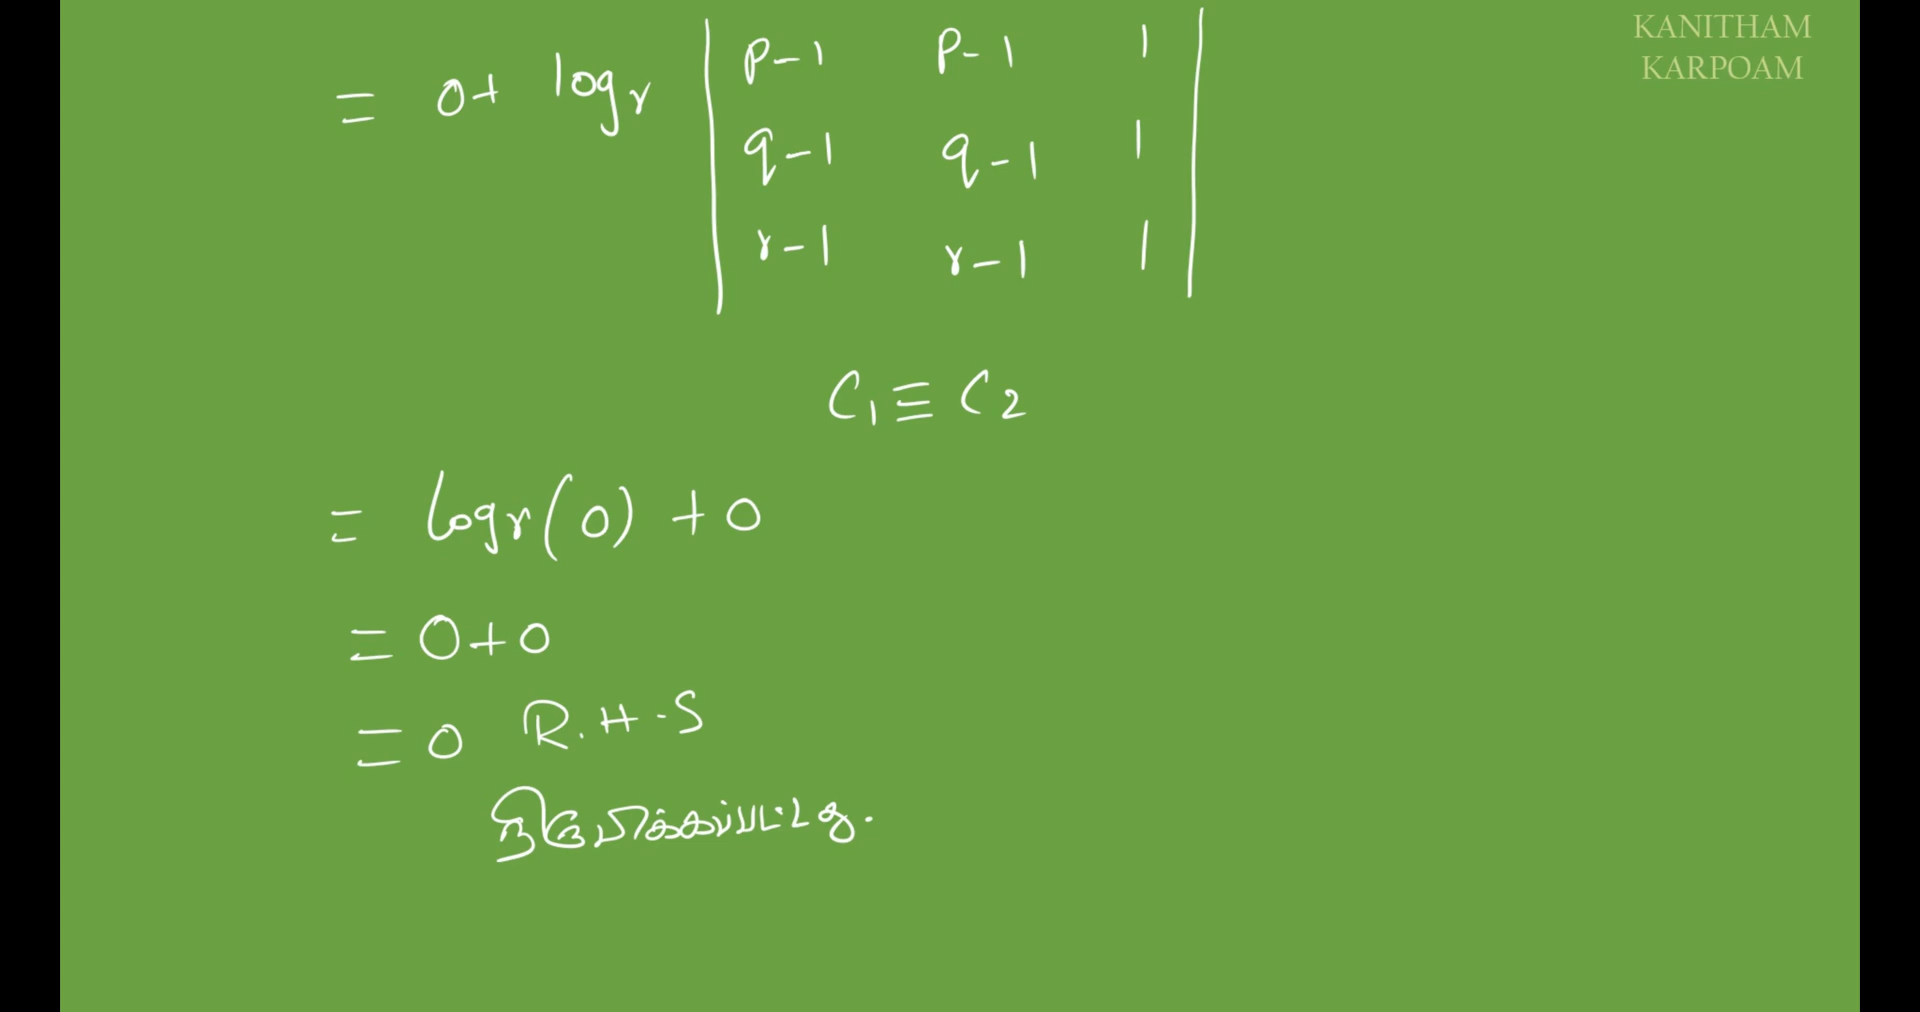 KANITHAM
KARPOAM
p-1 p-1 1
= 0+ log r q-1 q-1 1
r-1 r-1 1
C₁ ≡ C₂
= log r (0) + 0
= 0+0
= 0 R.H.S
நிரூபிக்கப்பட்டது.